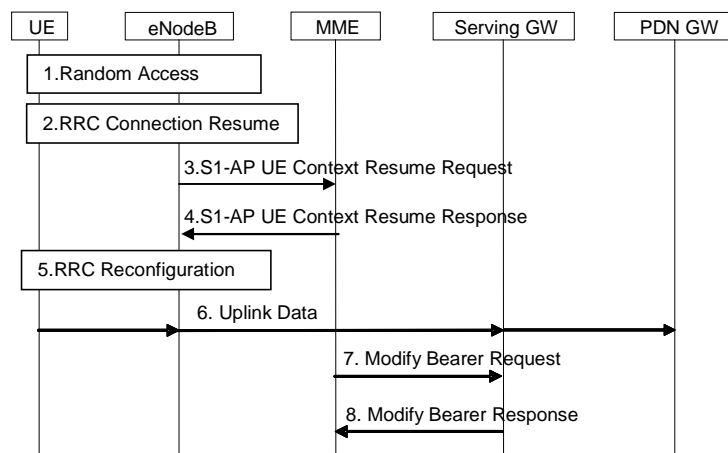 UE eNodeB MME Serving GW PDN GW
1.Random Access
2.RRC Connection Resume
3.S1-AP UE Context Resume Request
4.S1-AP UE Context Resume Response
5.RRC Reconfiguration
6. Uplink Data
7. Modify Bearer Request
8. Modify Bearer Response